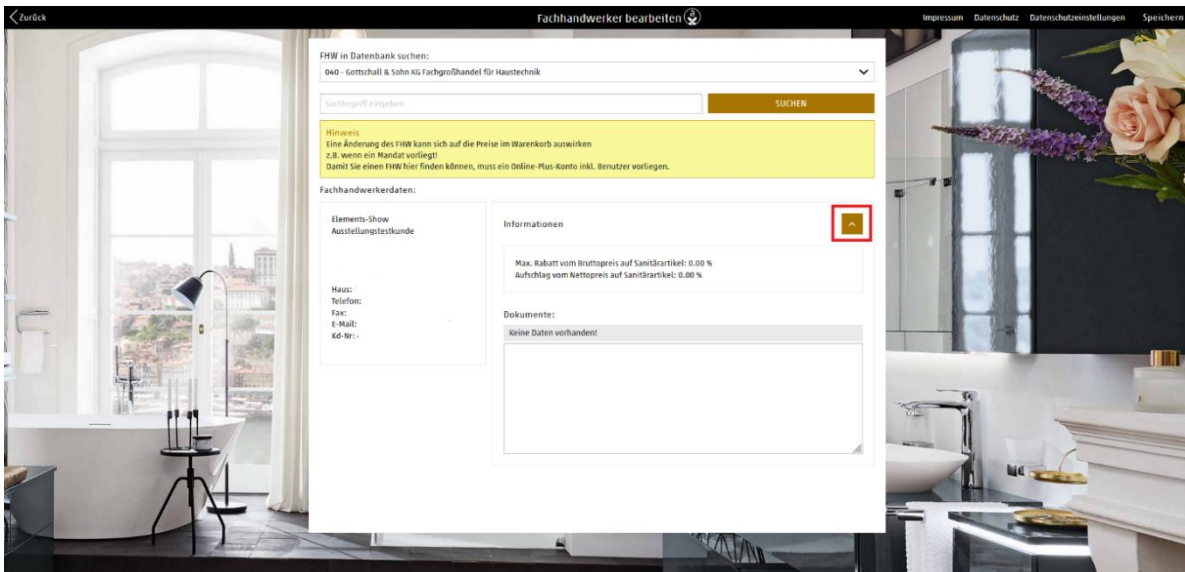 Zurück
Fachhandwerker bearbeiten
Impressum Datenschutz Datenschutzeinstellungen Speichern
FHW in Datenbank suchen:
040 - Gottschall & Sohn KG Fachgroßhandel für Haustechnik
Suchbegriff eingeben
SUCHEN
Hinweis
Eine Änderung des FHW kann sich auf die Preise im Warenkorb auswirken
z.B. wenn ein Mandat vorliegt!
Damit Sie einen FHW hier finden können, muss ein Online-Plus-Konto inkl. Benutzer vorliegen.
Fachhandwerkerdaten:
Elements-Show
Ausstellungstestkunde
Haus:
Telefon:
Fax:
E-Mail:
Kd-Nr: -
Informationen
Max. Rabatt vom Bruttopreis auf Sanitärartikel: 0.00 %
Aufschlag vom Nettopreis auf Sanitärartikel: 0.00 %
Dokumente:
Keine Daten vorhanden!